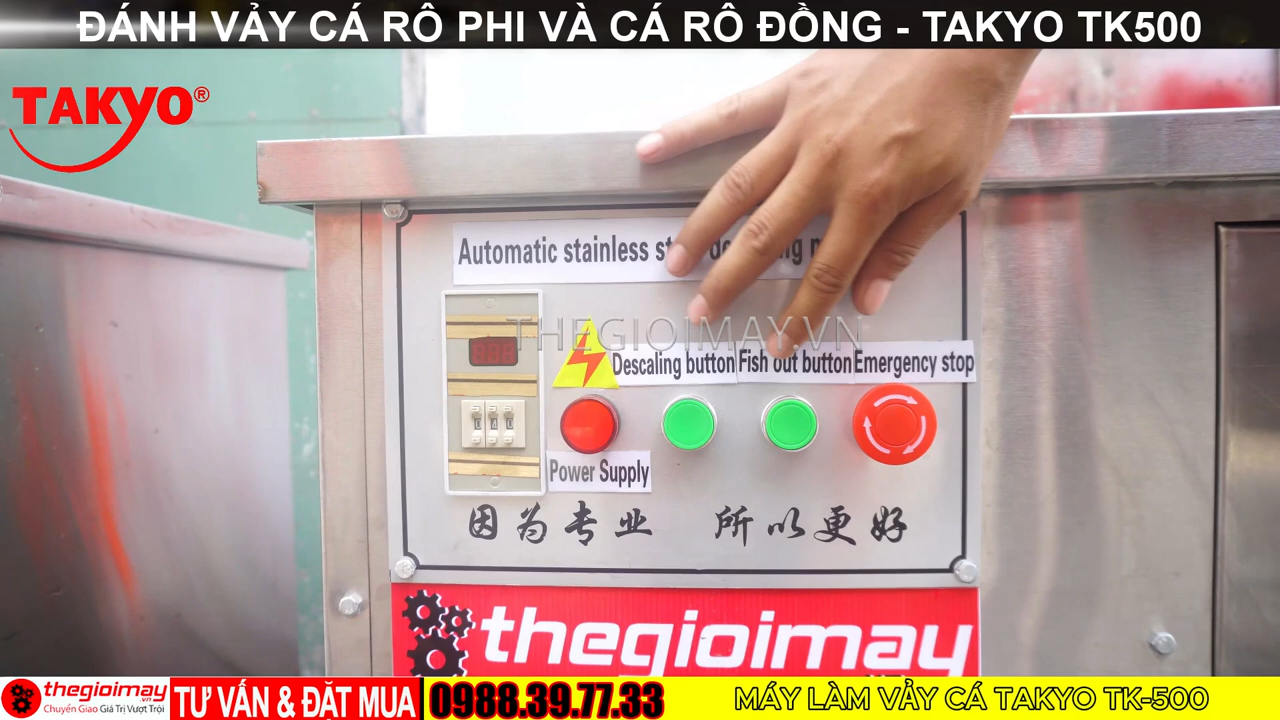 ĐÁNH VẢY CÁ RÔ PHI VÀ CÁ RÔ ĐỒNG - TAKYO TK500
TAKYO®
Automatic stainless
THEGIOIMAY.VN
Descaling button
Fish out button
Emergency stop
Power Supply
因为专业 所以更好
thegioimay
thegioimay.vn
Chuyển Giao Giá Trị Vượt Trội
TƯ VẤN & ĐẶT MUA
0988.39.77.33
MÁY LÀM VẢY CÁ TAKYO TK-500